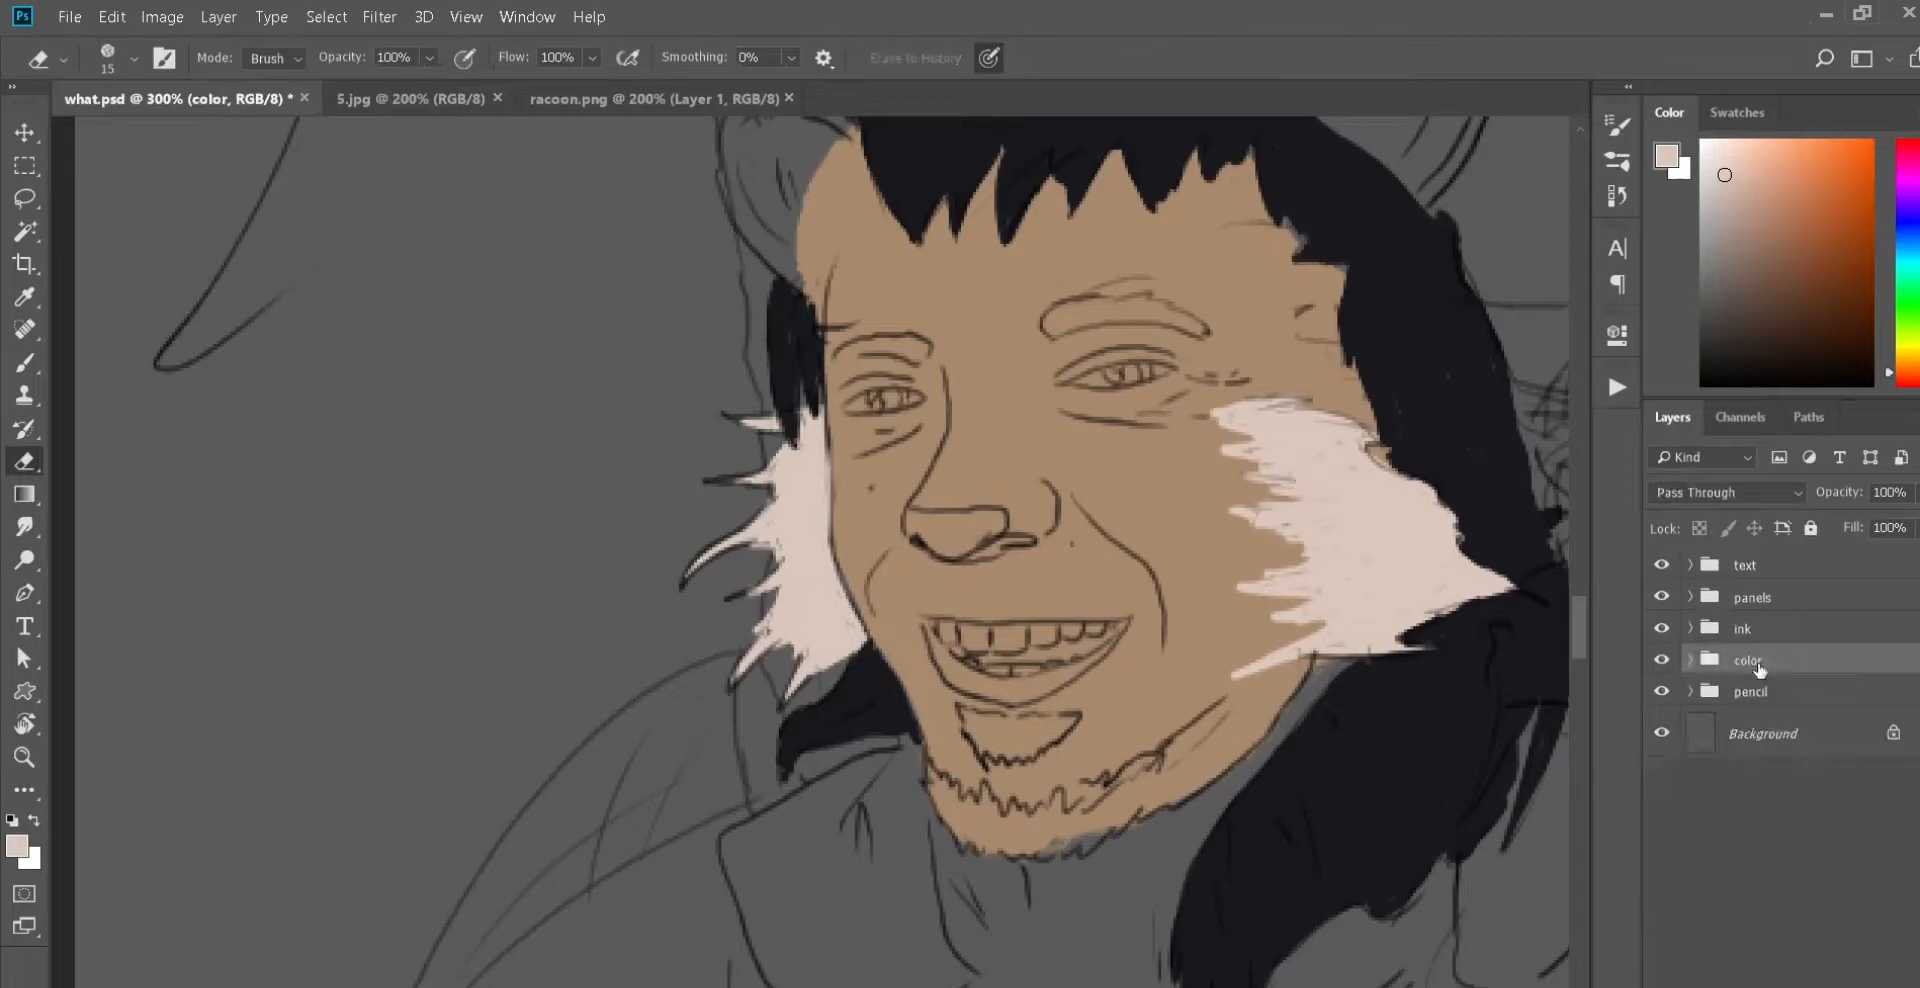 Ps File Edit Image Layer Type Select Filter 3D View Window Help
15 Mode: Brush Opacity: 100% Flow: 100% Smoothing: 0% Erase to History
what.psd @ 300% (color, RGB/8) * 5.jpg @ 200% (RGB/8) racoon.png @ 200% (Layer 1, RGB/8)
Color Swatches
Layers Channels Paths
Kind
Pass Through Opacity: 100%
Lock: Fill: 100%
text
panels
ink
color
pencil
Background